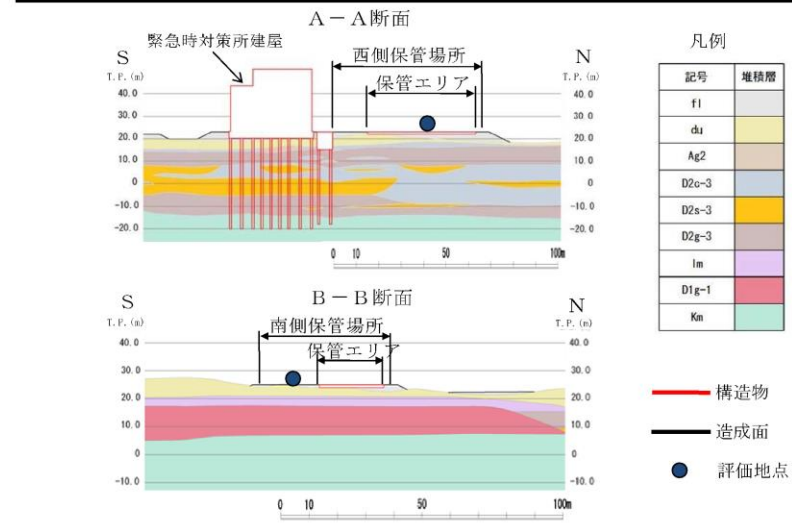 A-A断面
緊急時対策所建屋
S
N
T.P.(m)
西側保管場所
T.P.(m)
保管エリア
40.0
40.0
30.0
30.0
20.0
20.0
10.0
10.0
0
0
-10.0
-10.0
-20.0
-20.0
0 10 50 100m
B-B断面
S
N
T.P.(m)
南側保管場所
T.P.(m)
保管エリア
40.0
40.0
30.0
30.0
20.0
20.0
10.0
10.0
0
0
-10.0
-10.0
0 10 50 100m
凡例
記号 堆積層
fl
du
Ag2
D2c-3
D2s-3
D2g-3
lm
D1g-1
Km
構造物
造成面
評価地点